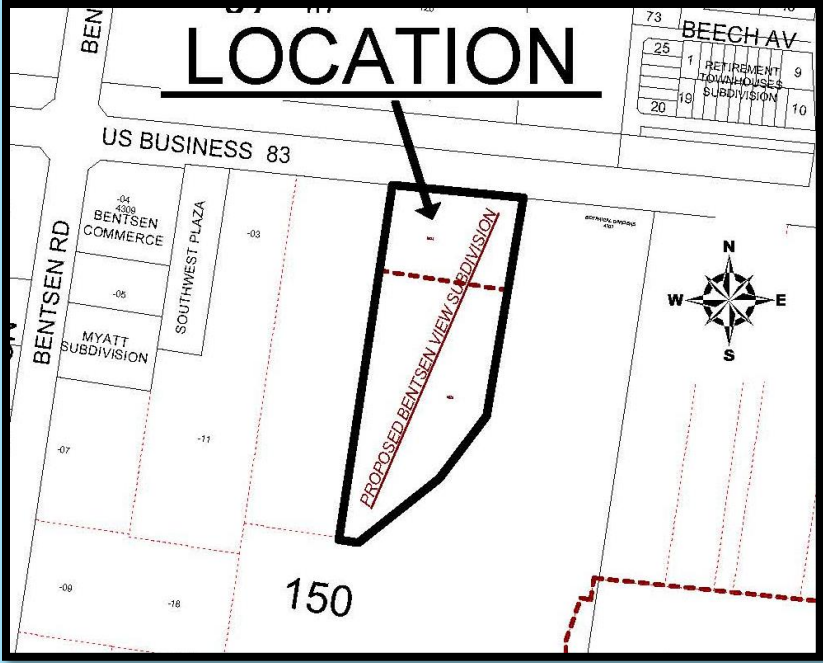 BEN
73
BEECH AV
LOCATION
25
1
RETIREMENT
TOWNHOUSES
SUBDIVISION
9
19
20
10
US BUSINESS 83
-04
4309
BENTSEN
COMMERCE
SOUTHWEST PLAZA
-03
BENTSEN RD
-05
MYATT
SUBDIVISION
PROPOSED BENTSEN VIEW SUBDIVISION
N
W
E
S
-07
-11
150
-09
-18